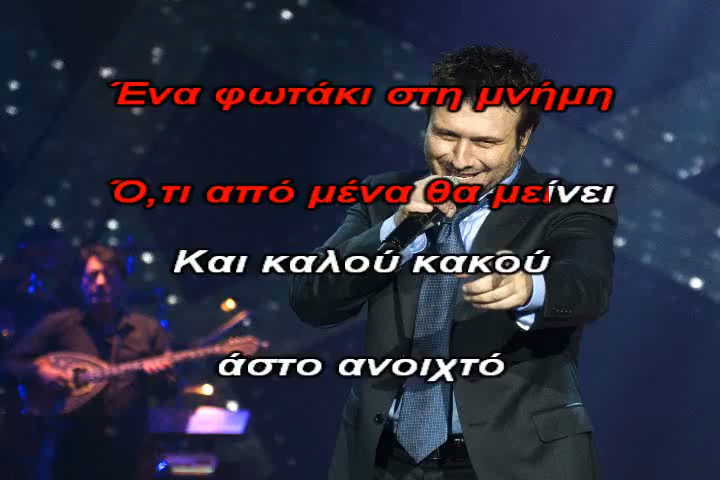 Ένα φωτάκι στη μνήμη
Ό,τι από μένα θα μείνει
Και καλού κακού
άστο ανοιχτό